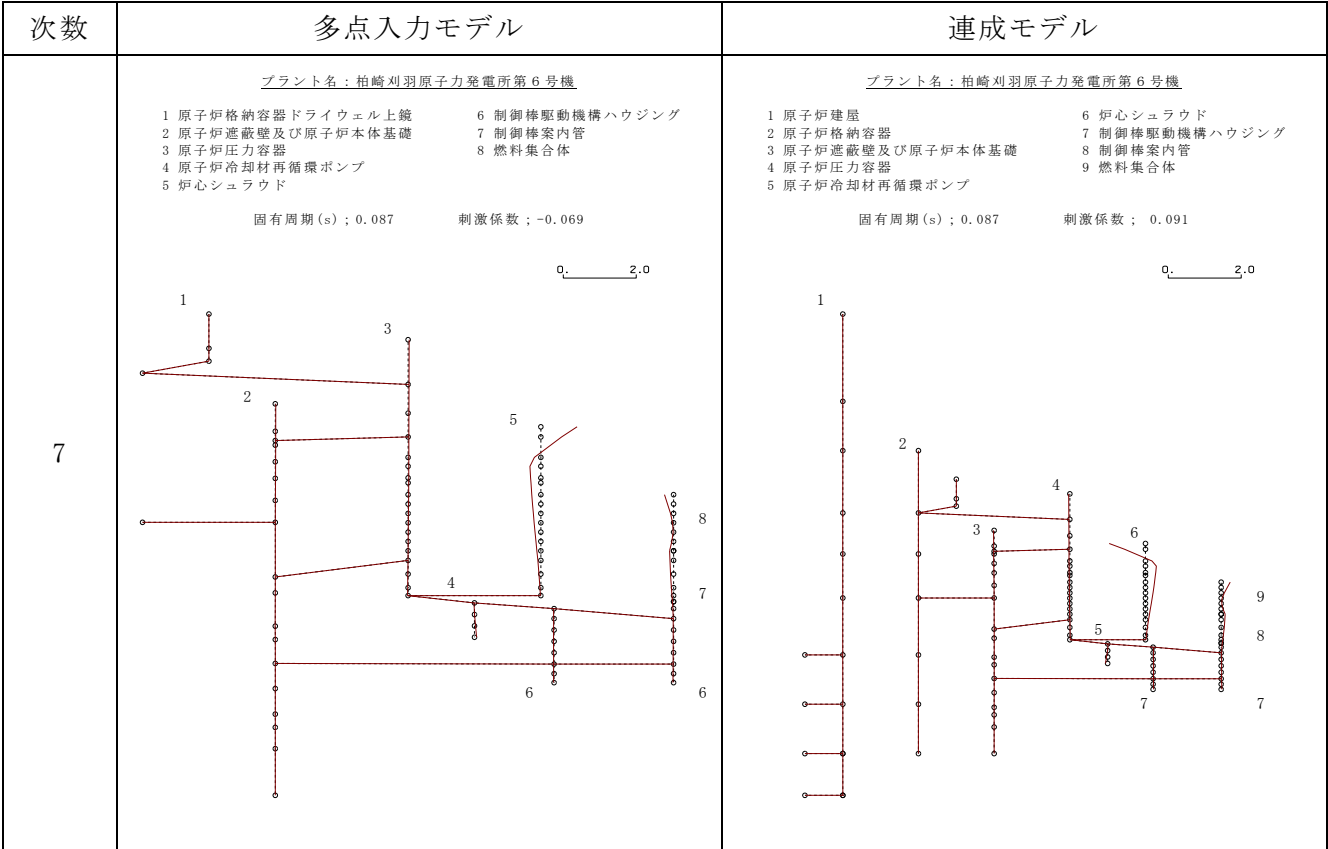 次数 多点入力モデル 連成モデル
7
プラント名：柏崎刈羽原子力発電所第６号機
1 原子炉格納容器ドライウェル上鏡 6 制御棒駆動機構ハウジング
2 原子炉遮蔽壁及び原子炉本体基礎 7 制御棒案内管
3 原子炉圧力容器 8 燃料集合体
4 原子炉冷却材再循環ポンプ
5 炉心シュラウド
固有周期(s)；0.087 刺激係数；-0.069
0. 2.0
1
3
2
5
8
4
7
6 6
プラント名：柏崎刈羽原子力発電所第６号機
1 原子炉建屋 6 炉心シュラウド
2 原子炉格納容器 7 制御棒駆動機構ハウジング
3 原子炉遮蔽壁及び原子炉本体基礎 8 制御棒案内管
4 原子炉圧力容器 9 燃料集合体
5 原子炉冷却材再循環ポンプ
固有周期(s)；0.087 刺激係数； 0.091
0. 2.0
1
2
4
3 6
9
5 8
7 7